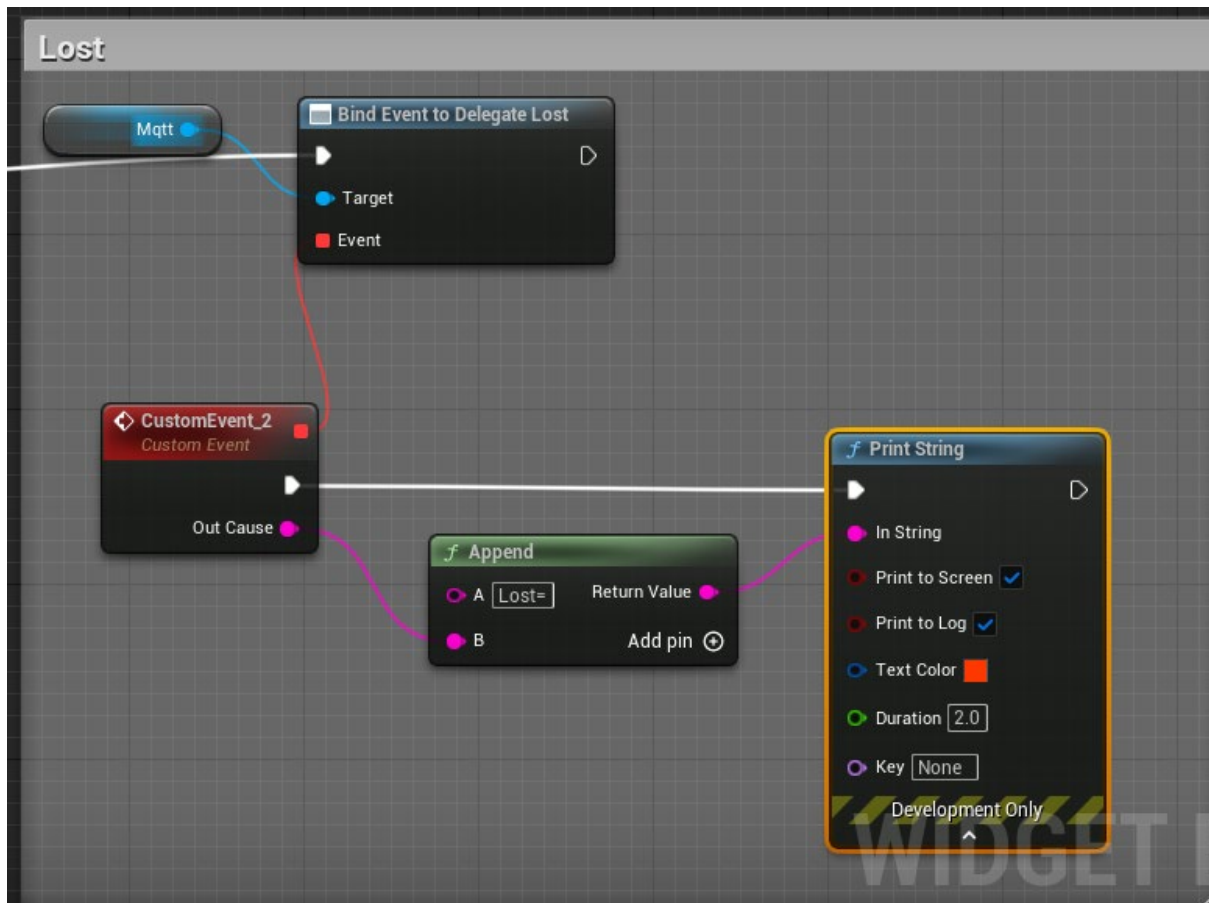 Lost
Mqtt
Bind Event to Delegate Lost
Target
Event
CustomEvent_2
Custom Event
Out Cause
Append
A Lost=
Return Value
B
Add pin
Print String
In String
Print to Screen
Print to Log
Text Color
Duration 2.0
Key None
Development Only
WIDGET